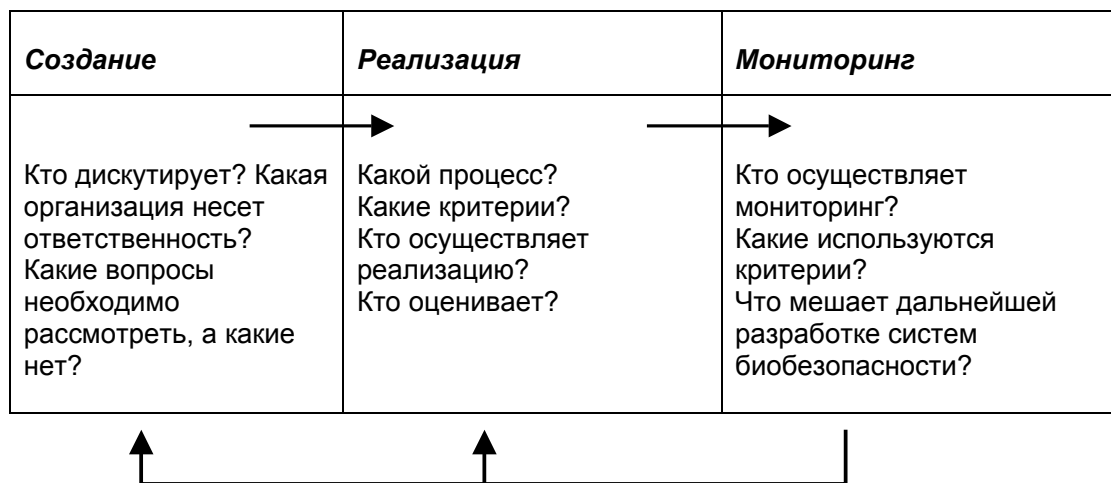 Создание
Реализация
Мониторинг
Кто дискутирует? Какая
организация несет
ответственность?
Какие вопросы
необходимо
рассмотреть, а какие
нет?
Какой процесс?
Какие критерии?
Кто осуществляет
реализацию?
Кто оценивает?
Кто осуществляет
мониторинг?
Какие используются
критерии?
Что мешает дальнейшей
разработке систем
биобезопасности?